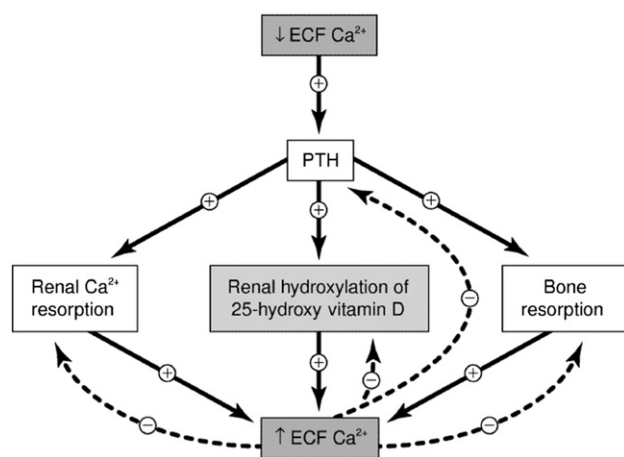 ↓ ECF Ca²⁺
+
PTH
+
+
+
Renal Ca²⁺
resorption
Renal hydroxylation of
25-hydroxy vitamin D
Bone
resorption
−
+
+
−
+
−
−
↑ ECF Ca²⁺